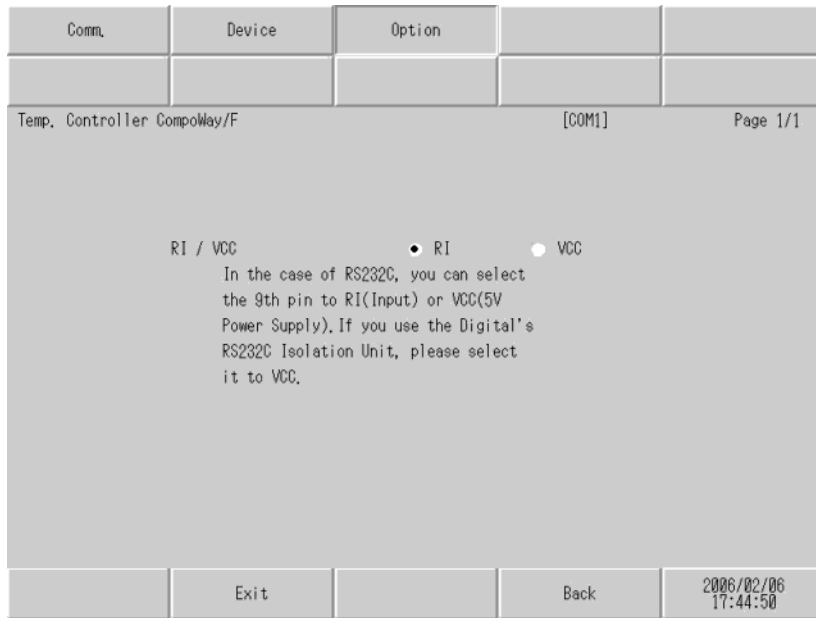 Comm. Device Option
Temp. Controller CompoWay/F [COM1] Page 1/1
RI / VCC RI VCC
In the case of RS232C, you can select
the 9th pin to RI(Input) or VCC(5V
Power Supply). If you use the Digital's
RS232C Isolation Unit, please select
it to VCC.
Exit Back 2006/02/06
17:44:50